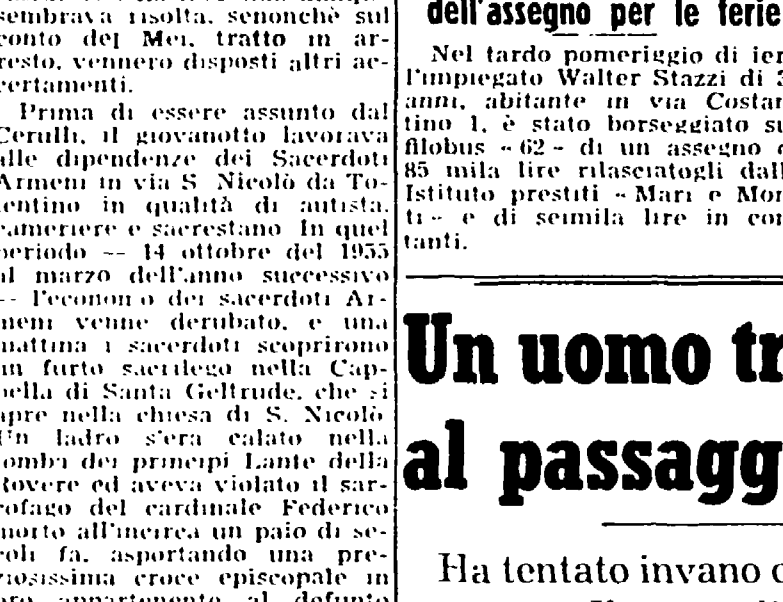 sembrava risolta, senonchè sul
conto del Mei, tratto in ar-
resto, vennero disposti altri ac-
certamenti.
Prima di essere assunto dal
Cerulli, il giovanotto lavorava
alle dipendenze dei Sacerdoti
Armeni in via S. Nicolò da To-
lentino in qualità di autista,
cameriere e sacrestano. In quel
periodo -- 14 ottobre del 1955
al marzo dell'anno successivo
-- l'economo dei sacerdoti Ar-
meni venne derubato, e una
mattina i sacerdoti scoprirono
un furto sacrilego nella Cap-
pella di Santa Geltrude, che si
apre nella chiesa di S. Nicolò.
Un ladro s'era calato nella
tomba dei principi Lante della
Rovere ed aveva violato il sar-
cofago del cardinale Federico
morto all'incirca un paio di se-
coli fa, asportando una pre-
ziosissima croce episcopale in
oro appartenente al defunto
dell'assegno per le ferie
Nel tardo pomeriggio di ier
l'impiegato Walter Stazzi di 3
anni, abitante in via Costan
tino 1, è stato borseggiato su
filobus « 62 » di un assegno d
85 mila lire rilasciatogli dall
Istituto prestiti « Mari e Mon
ti » e di seimila lire in con
tanti.
Un uomo tr
al passagg
Ha tentato invano